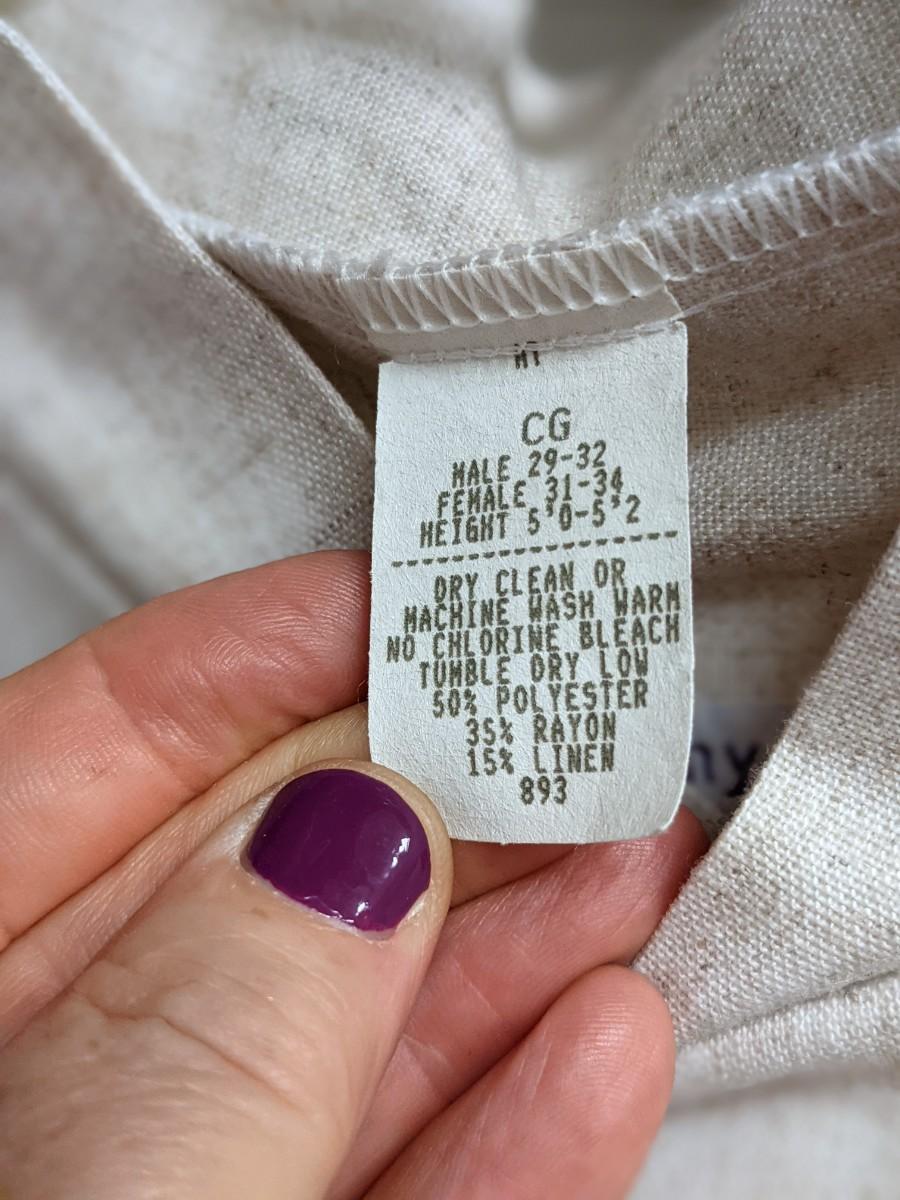 CG
MALE 29-32
FEMALE 31-34
HEIGHT 5'0-5'2
DRY CLEAN OR
MACHINE WASH WARM
NO CHLORINE BLEACH
TUMBLE DRY LOW
50% POLYESTER
35% RAYON
15% LINEN
893